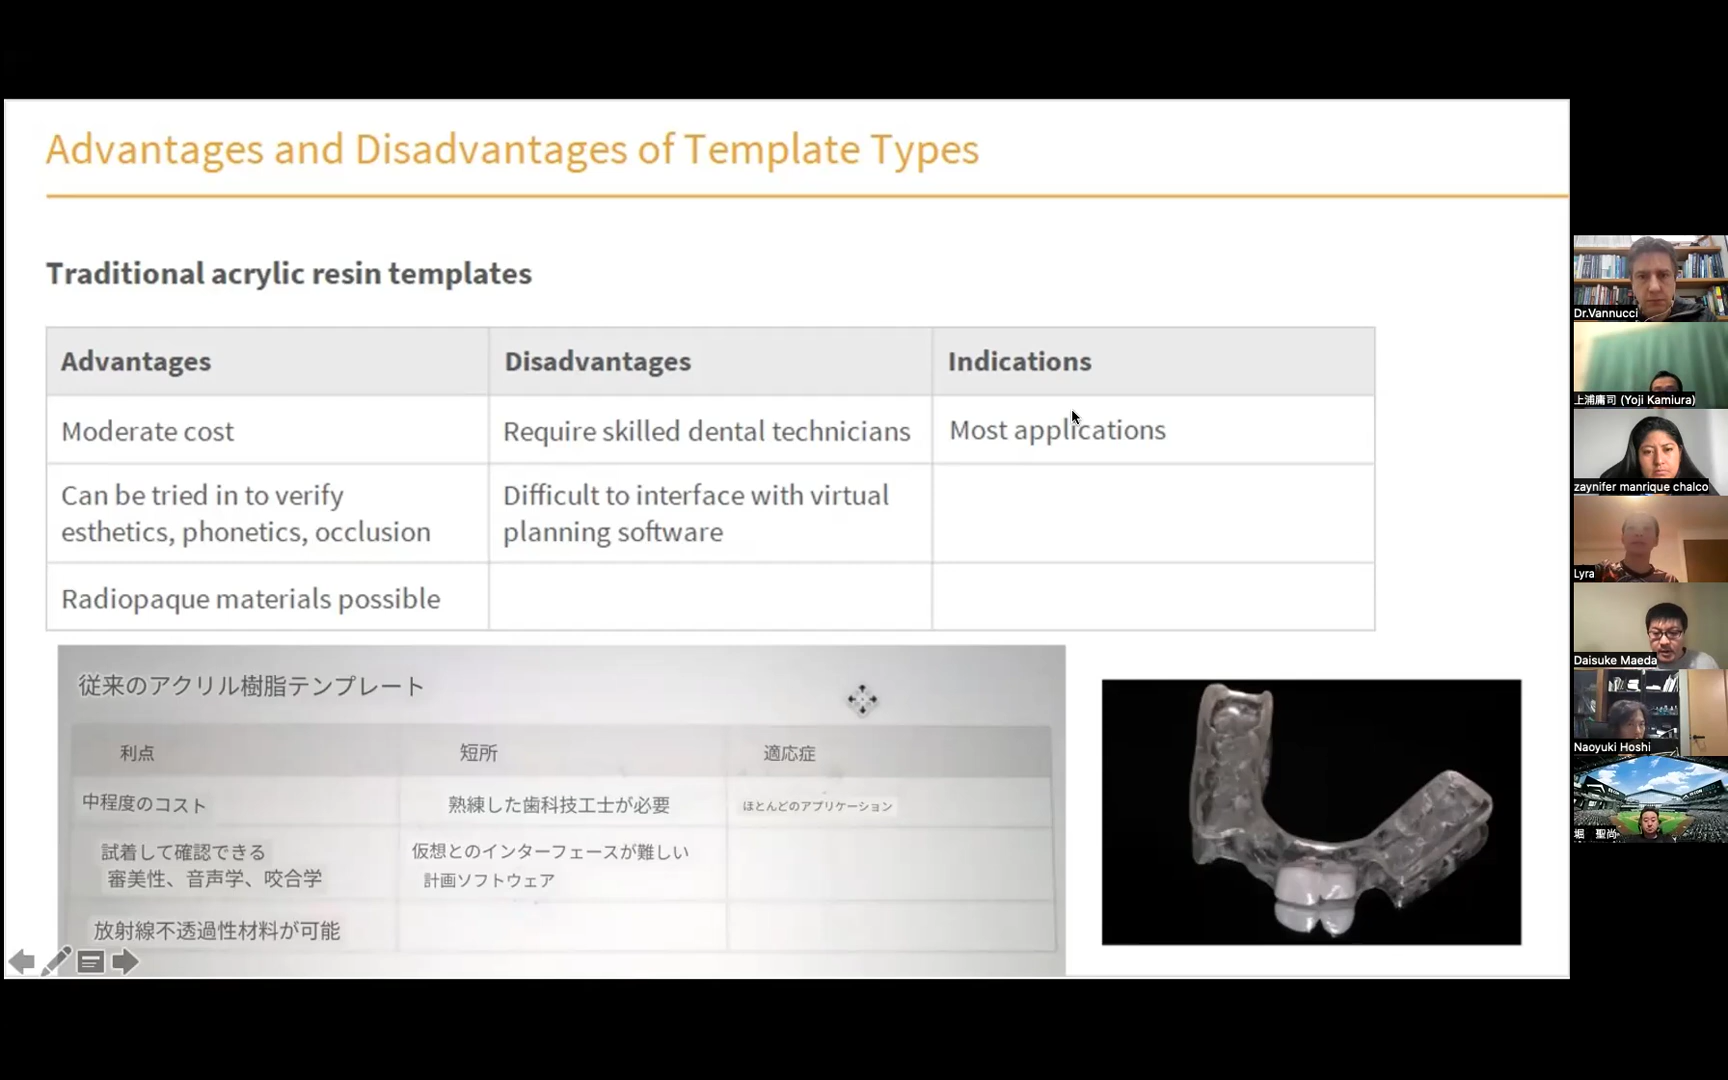 Advantages and Disadvantages of Template Types
Traditional acrylic resin templates
Advantages
Disadvantages
Indications
Moderate cost
Require skilled dental technicians
Most applications
Can be tried in to verify
esthetics, phonetics, occlusion
Difficult to interface with virtual
planning software
Radiopaque materials possible
従来のアクリル樹脂テンプレート
利点
短所
適応症
中程度のコスト
熟練した歯科技工士が必要
ほとんどのアプリケーション
試着して確認できる
審美性、音声学、咬合学
仮想とのインターフェースが難しい
計画ソフトウェア
放射線不透過性材料が可能
Dr.Vannucci
上浦庸司 (Yoji Kamiura)
zaynifer manrique chalco
Lyra
Daisuke Maeda
Naoyuki Hoshi
堀 聖尚